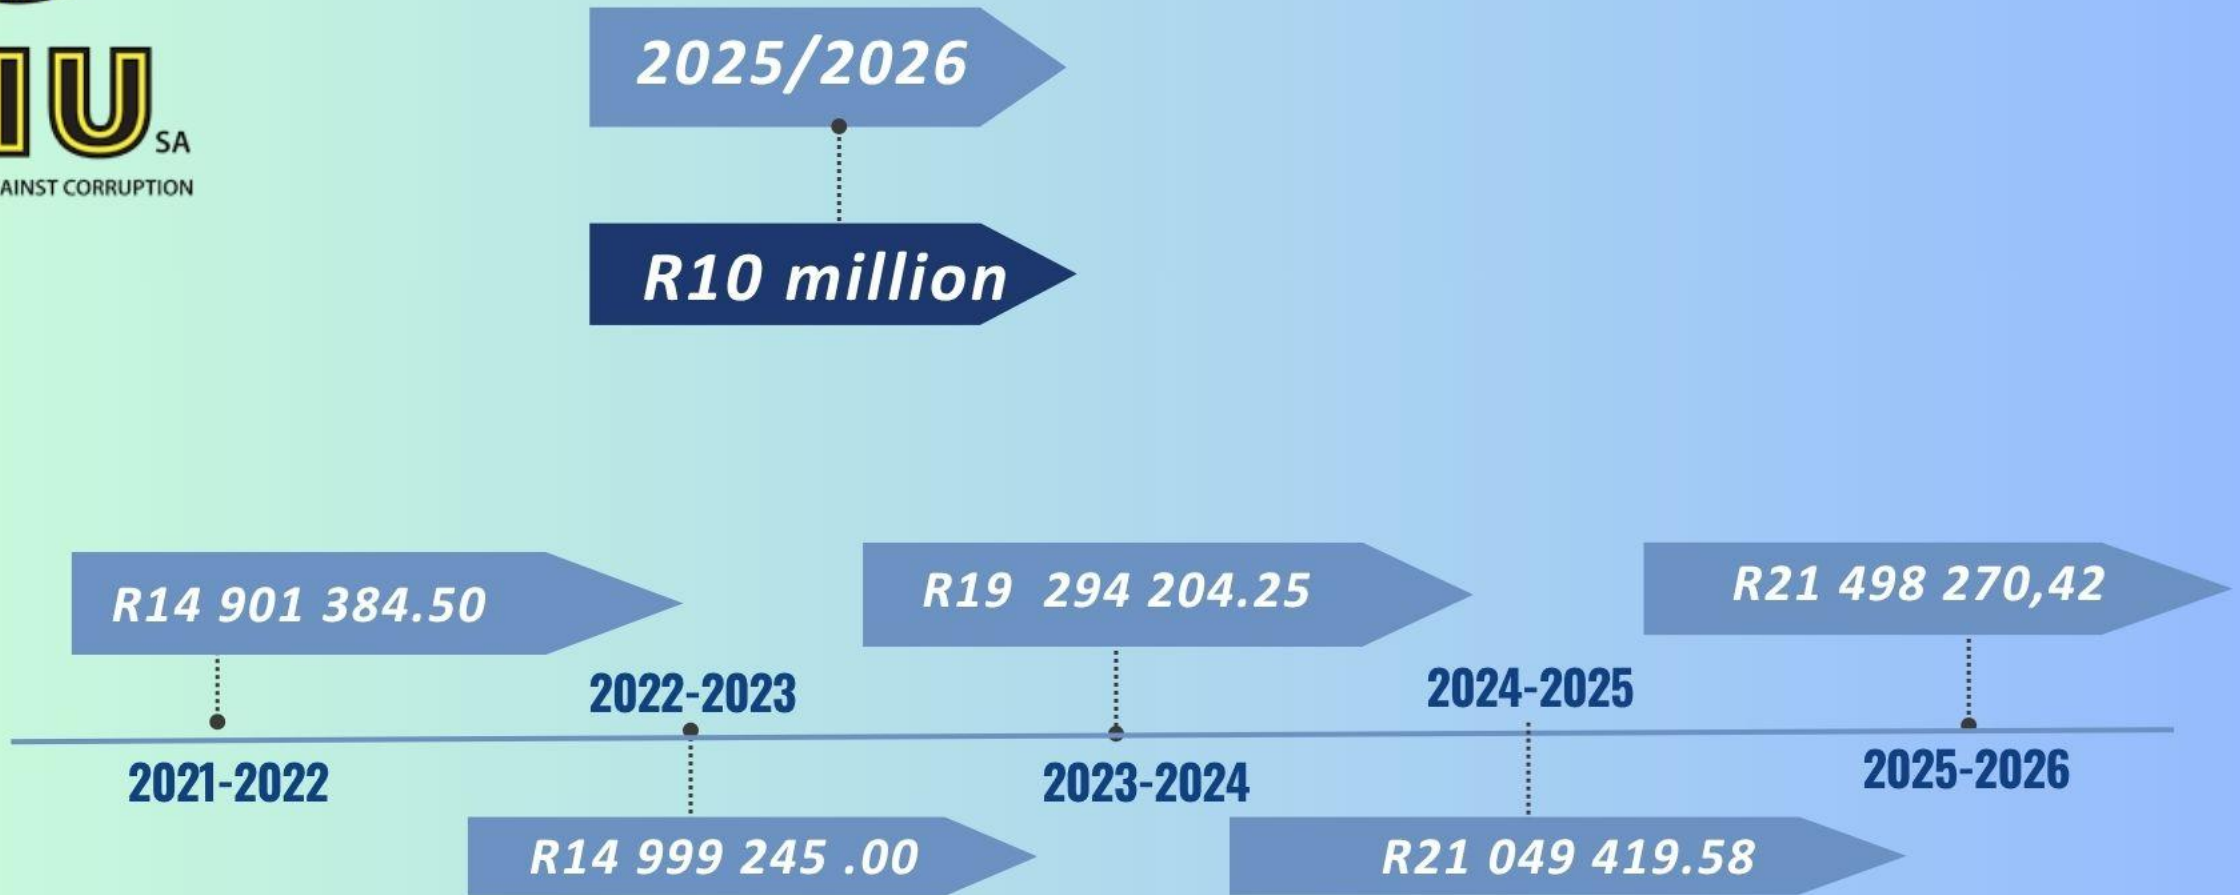 IU SA
AINST CORRUPTION
2025/2026
R10 million
R14 901 384.50
R19  294 204.25
R21 498 270,42
2022-2023
2024-2025
2021-2022
2023-2024
2025-2026
R14 999 245 .00
R21 049 419.58